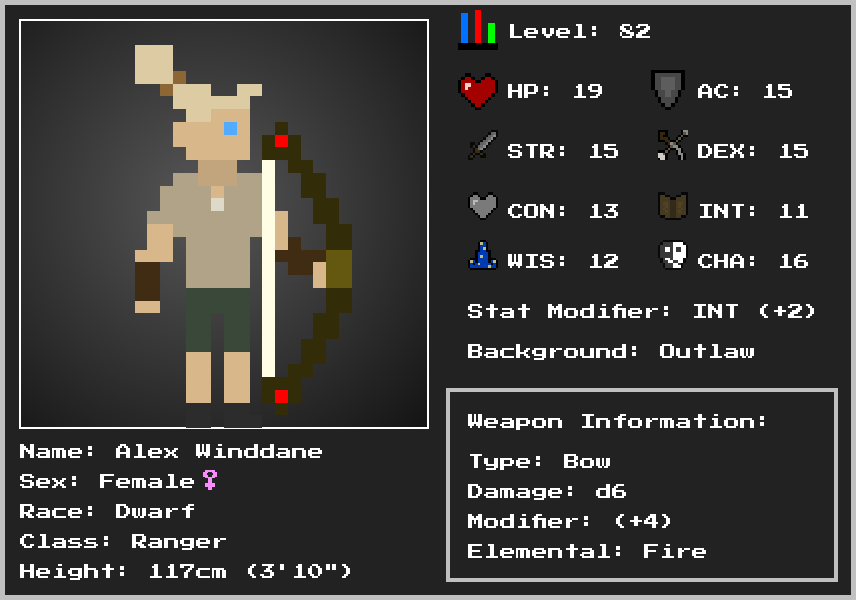 Level: 82
HP: 19 AC: 15
STR: 15 DEX: 15
CON: 13 INT: 11
WIS: 12 CHA: 16
Stat Modifier: INT (+2)
Background: Outlaw
Weapon Information:
Type: Bow
Damage: d6
Modifier: (+4)
Elemental: Fire
Name: Alex Winddane
Sex: Female♀
Race: Dwarf
Class: Ranger
Height: 117cm (3'10")